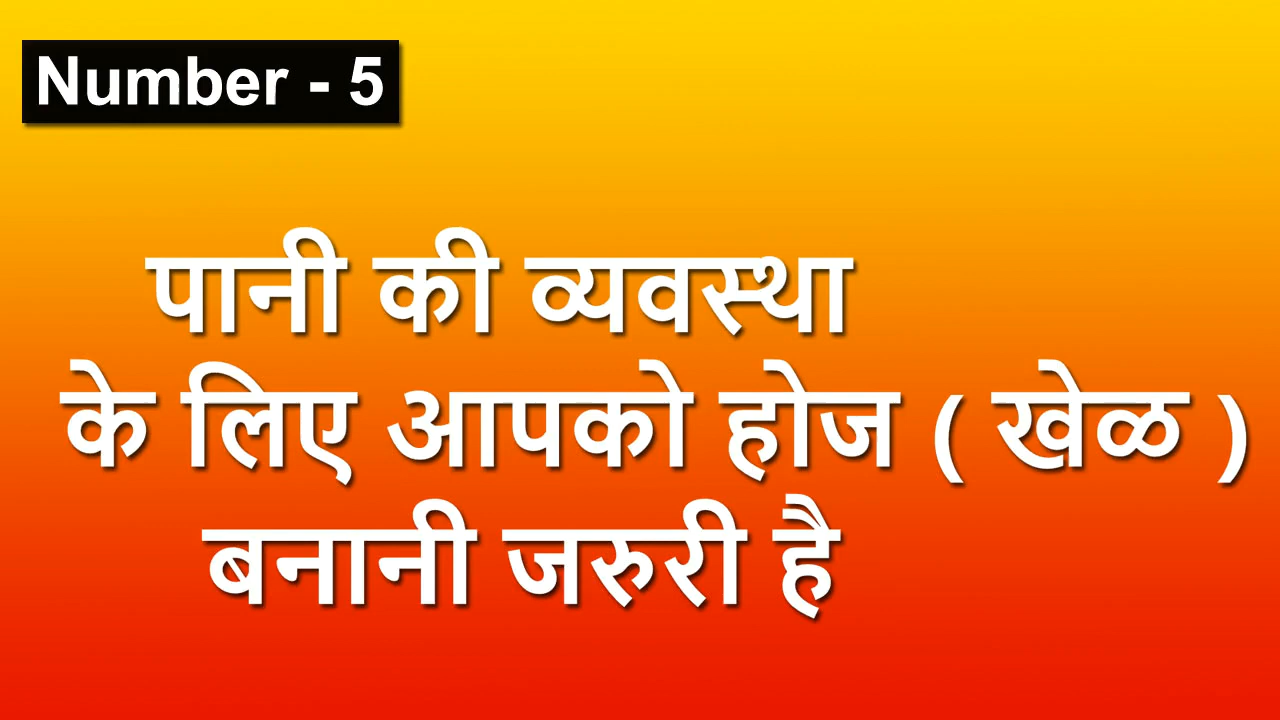 Number - 5
पानी की व्यवस्था
के लिए आपको होज ( खेळ )
बनानी जरुरी है